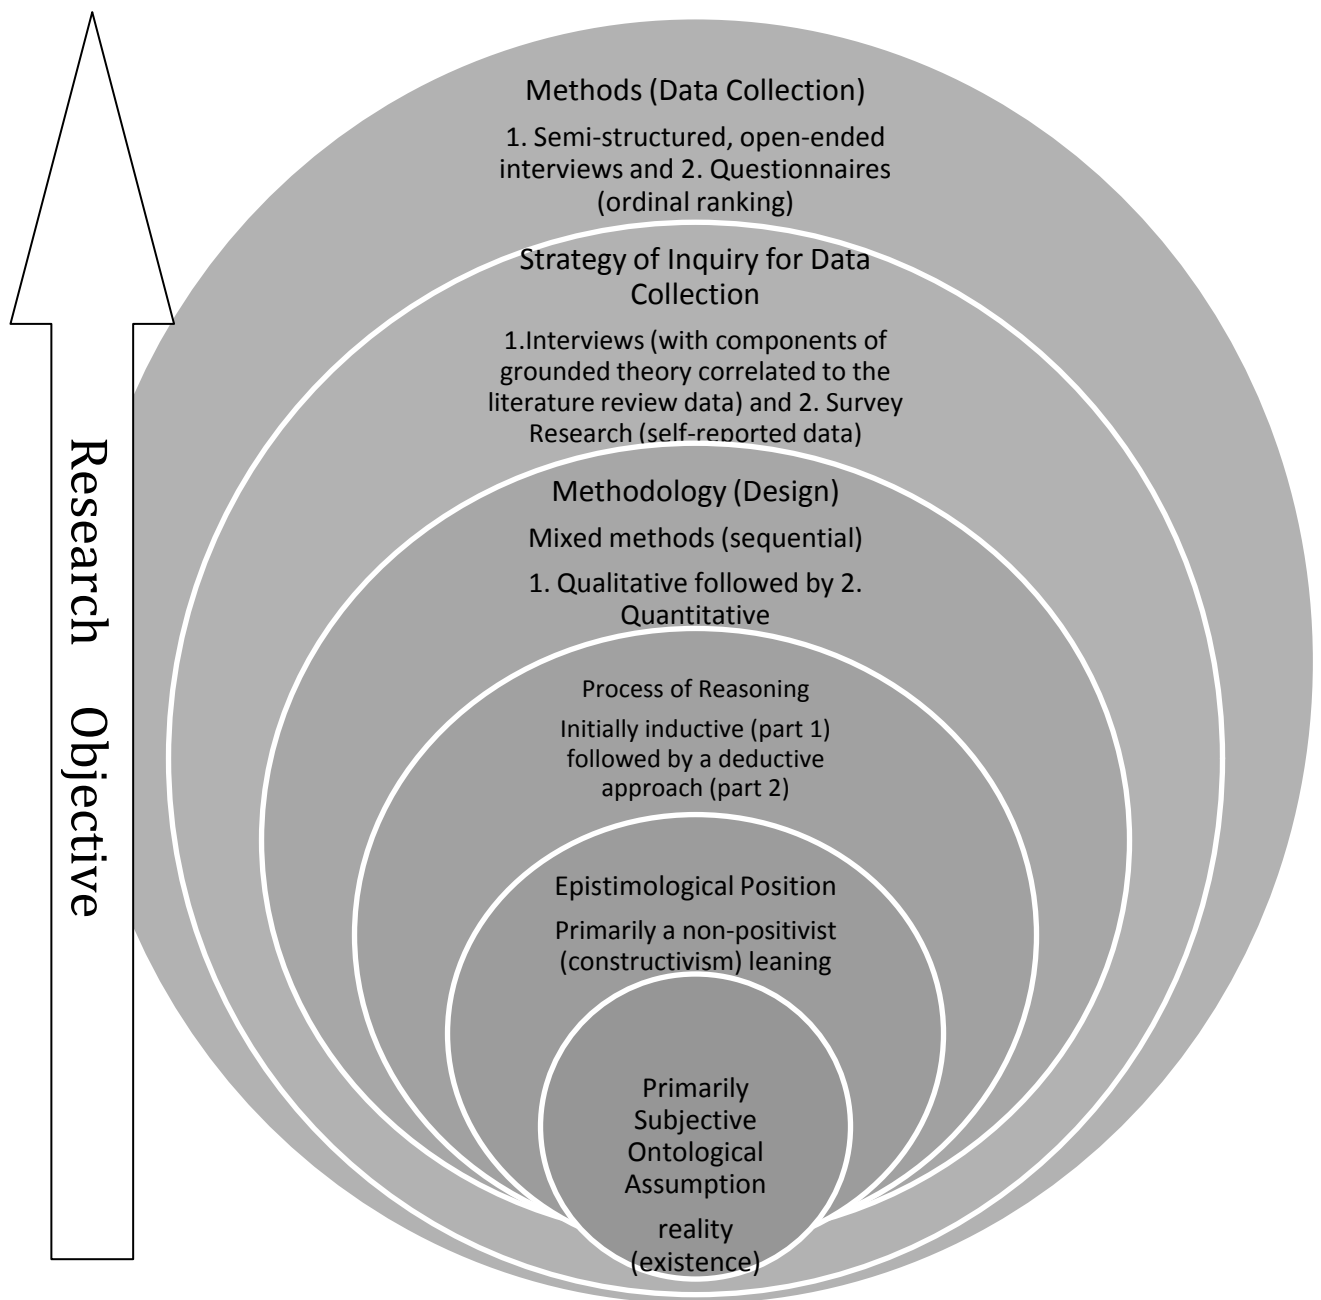 Methods (Data Collection)
1. Semi-structured, open-ended
interviews and 2. Questionnaires
(ordinal ranking)
Strategy of Inquiry for Data
Collection
1.Interviews (with components of
grounded theory correlated to the
literature review data) and 2. Survey
Research (self-reported data)
Methodology (Design)
Mixed methods (sequential)
1. Qualitative followed by 2.
Quantitative
Process of Reasoning
Initially inductive (part 1)
followed by a deductive
approach (part 2)
Epistimological Position
Primarily a non-positivist
(constructivism) leaning
Primarily
Subjective
Ontological
Assumption
reality
(existence)
Research Objective